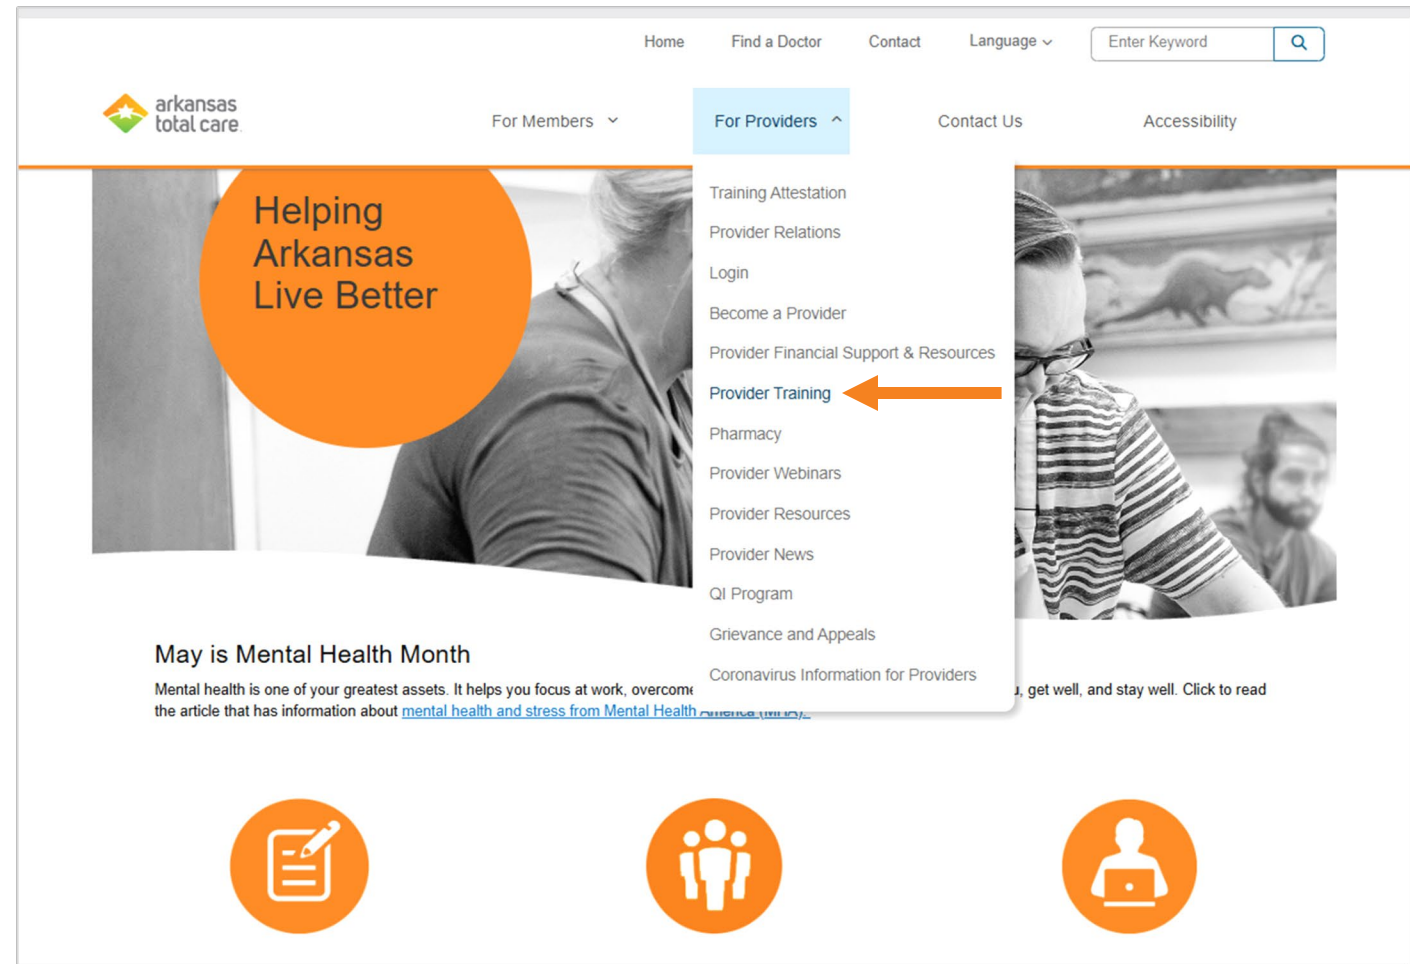 Home Find a Doctor Contact Language Enter Keyword
arkansas
total care
For Members For Providers Contact Us Accessibility
Helping
Arkansas
Live Better
Training Attestation
Provider Relations
Login
Become a Provider
Provider Financial Support & Resources
Provider Training
Pharmacy
Provider Webinars
Provider Resources
Provider News
QI Program
Grievance and Appeals
Coronavirus Information for Providers
May is Mental Health Month
Mental health is one of your greatest assets. It helps you focus at work, overcome , get well, and stay well. Click to read
the article that has information about mental health and stress from Mental Health America (MHA).